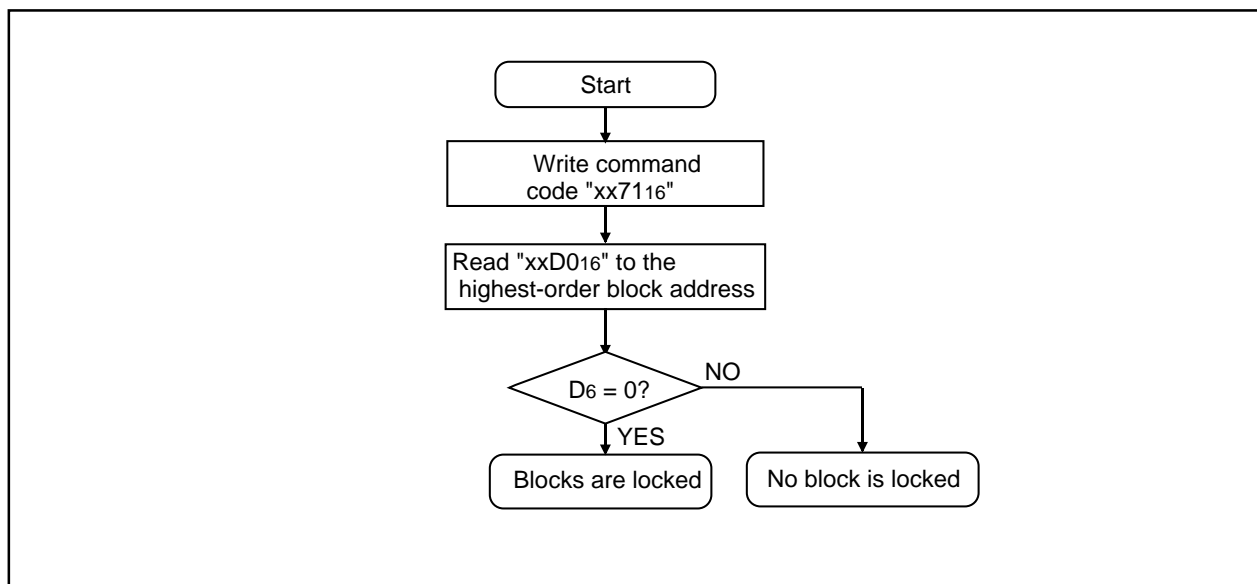 Start
Write command
code "xx7116"
Read "xxD016" to the
highest-order block address
D6 = 0?
NO
YES
Blocks are locked
No block is locked